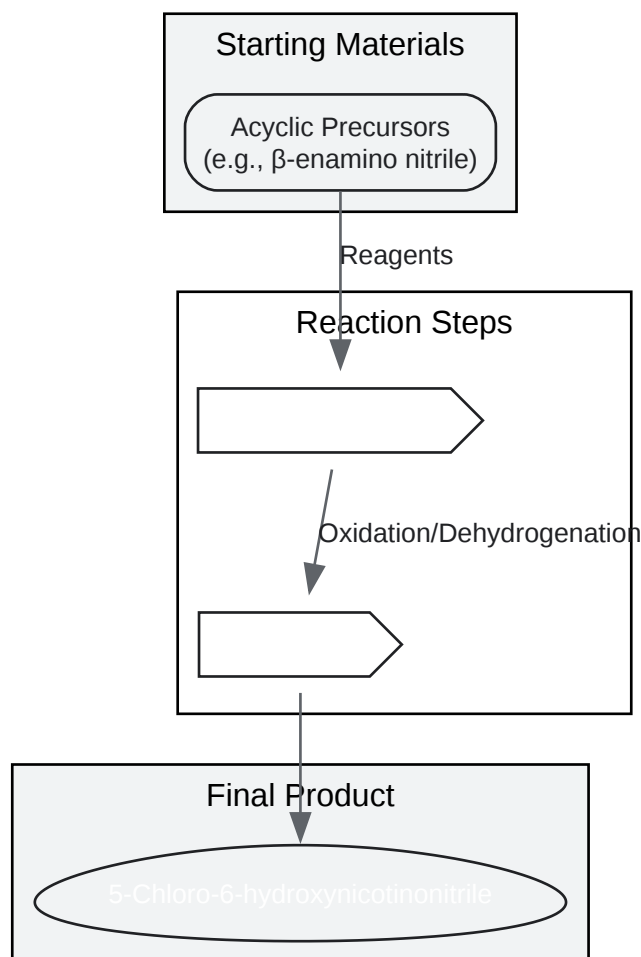 Starting Materials
Acyclic Precursors
(e.g., β-enamino nitrile)
Reagents
Reaction Steps
Oxidation/Dehydrogenation
Final Product
5-Chloro-6-hydroxynicotinonitrile